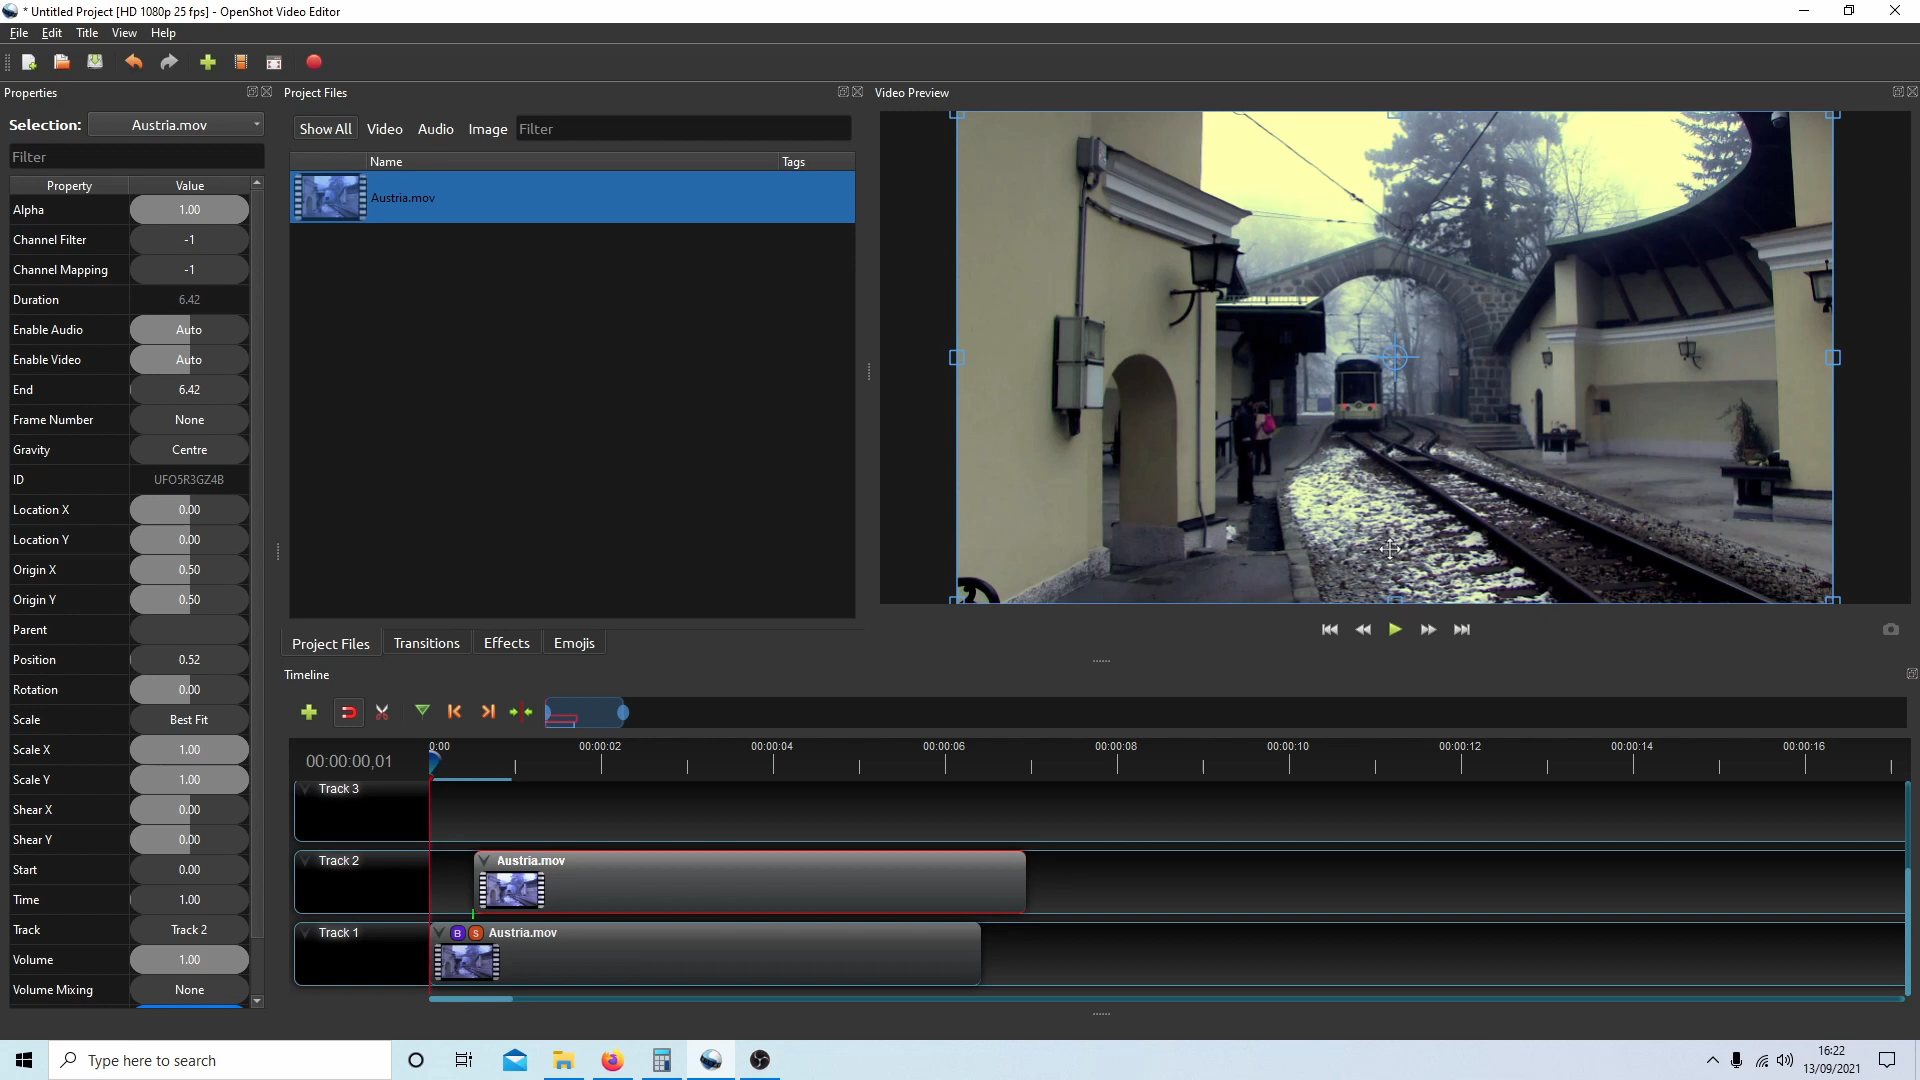 * Untitled Project [HD 1080p 25 fps] - OpenShot Video Editor
File Edit Title View Help
Properties
Project Files
Video Preview
Selection: Austria.mov
Show All Video Audio Image Filter
Filter
Name Tags
Property Value
Austria.mov
Alpha 1.00
Channel Filter -1
Channel Mapping -1
Duration 6.42
Enable Audio Auto
Enable Video Auto
End 6.42
Frame Number None
Gravity Centre
ID UFO5R3GZ4B
Location X 0.00
Location Y 0.00
Origin X 0.50
Origin Y 0.50
Parent
Position 0.52
Rotation 0.00
Scale Best Fit
Scale X 1.00
Scale Y 1.00
Shear X 0.00
Shear Y 0.00
Start 0.00
Time 1.00
Track Track 2
Volume 1.00
Volume Mixing None
Project Files Transitions Effects Emojis
Timeline
00:00:00,01
0:00 00:00:02 00:00:04 00:00:06 00:00:08 00:00:10 00:00:12 00:00:14 00:00:16
Track 3
Track 2 Austria.mov
Track 1 B S Austria.mov
Type here to search
16:22
13/09/2021